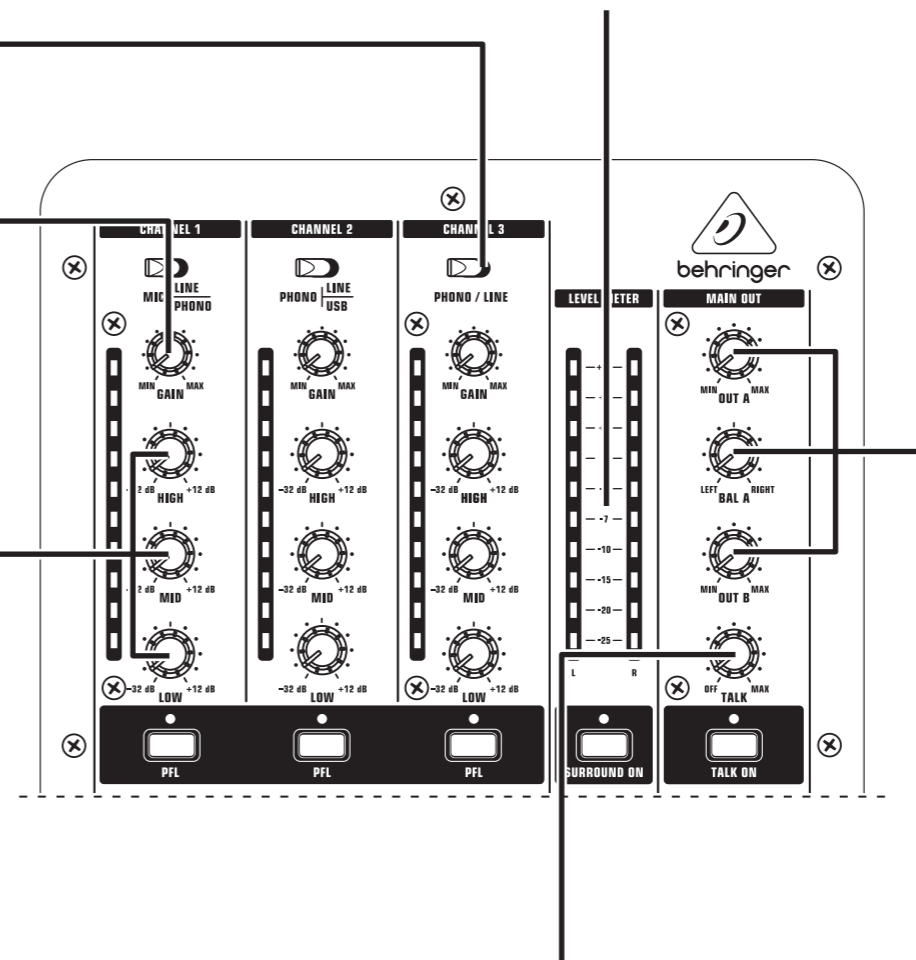 CHANNEL 1
CHANNEL 2
CHANNEL 3
behringer
MIC LINE PHONO
PHONO LINE USB
PHONO / LINE
LEVEL METER
MAIN OUT
MIN MAX
GAIN
MIN MAX
GAIN
MIN MAX
GAIN
MIN MAX
OUT A
-32 dB +12 dB
HIGH
-32 dB +12 dB
HIGH
LEFT RIGHT
BAL A
+12 dB
HIGH
-7
-10
-15
-20
-25
+12 dB
MID
-32 dB +12 dB
MID
-32 dB +12 dB
MID
MIN MAX
OUT B
-32 dB +12 dB
LOW
-32 dB +12 dB
LOW
-32 dB +12 dB
LOW
L R
OFF MAX
TALK
PFL
PFL
PFL
SURROUND ON
TALK ON